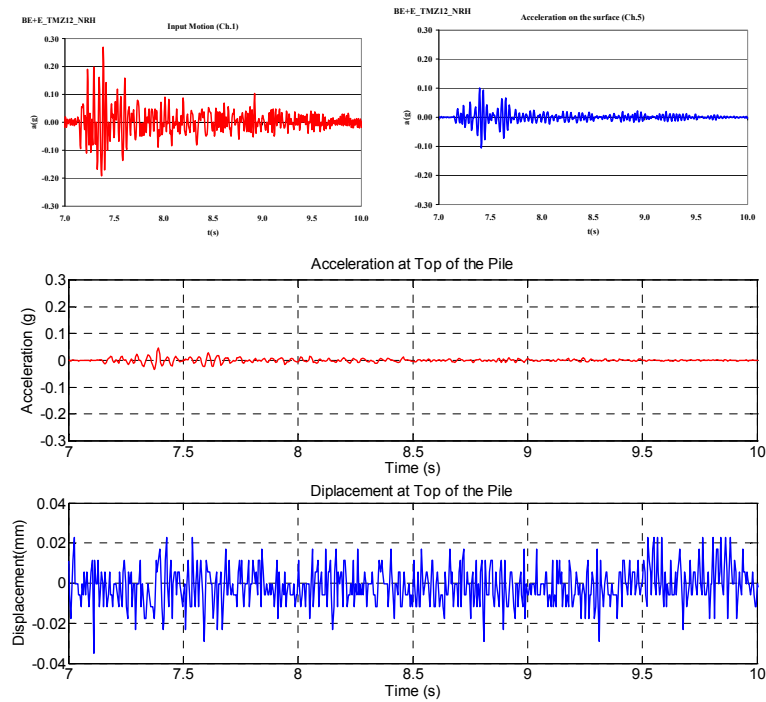 BE+E_TMZ12_NRH
Input Motion (Ch.1)
0.30
0.20
0.10
0.00
-0.10
-0.20
-0.30
a(g)
7.0 7.5 8.0 8.5 9.0 9.5 10.0
t(s)
BE+E_TMZ12_NRH
Acceleration on the surface (Ch.5)
0.30
0.20
0.10
0.00
-0.10
-0.20
-0.30
a(g)
7.0 7.5 8.0 8.5 9.0 9.5 10.0
t(s)
Acceleration at Top of the Pile
0.3
0.2
0.1
0
-0.1
-0.2
-0.3
Acceleration (g)
7 7.5 8 8.5 9 9.5 10
Time (s)
Diplacement at Top of the Pile
0.04
0.02
0
-0.02
-0.04
Displacement(mm)
7 7.5 8 8.5 9 9.5 10
Time (s)